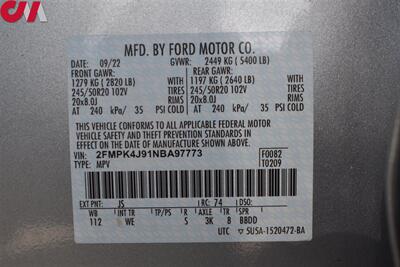 MFD. BY FORD MOTOR CO.
DATE: 09/22 GVWR: 2449 KG ( 5400 LB)
FRONT GAWR: REAR GAWR:
1279 KG ( 2820 LB) WITH 1197 KG ( 2640 LB) WITH
245/50R20 102V TIRES 245/50R20 102V TIRES
20x8.0J RIMS 20x8.0J RIMS
AT 240 kPa/ 35 PSI COLD AT 240 kPa/ 35 PSI COLD
THIS VEHICLE CONFORMS TO ALL APPLICABLE FEDERAL MOTOR
VEHICLE SAFETY AND THEFT PREVENTION STANDARDS
IN EFFECT ON THE DATE OF MANUFACTURE SHOWN ABOVE.
VIN: 2FMPK4J91NBA97773 F0082
TYPE: MPV T0209
EXT PNT: JS RC: 74 DSO:
WB INT TR TP/PS R AXLE TR SPR
112 WE S 3K 8 BBDD
UTC SU5A-1520472-BA